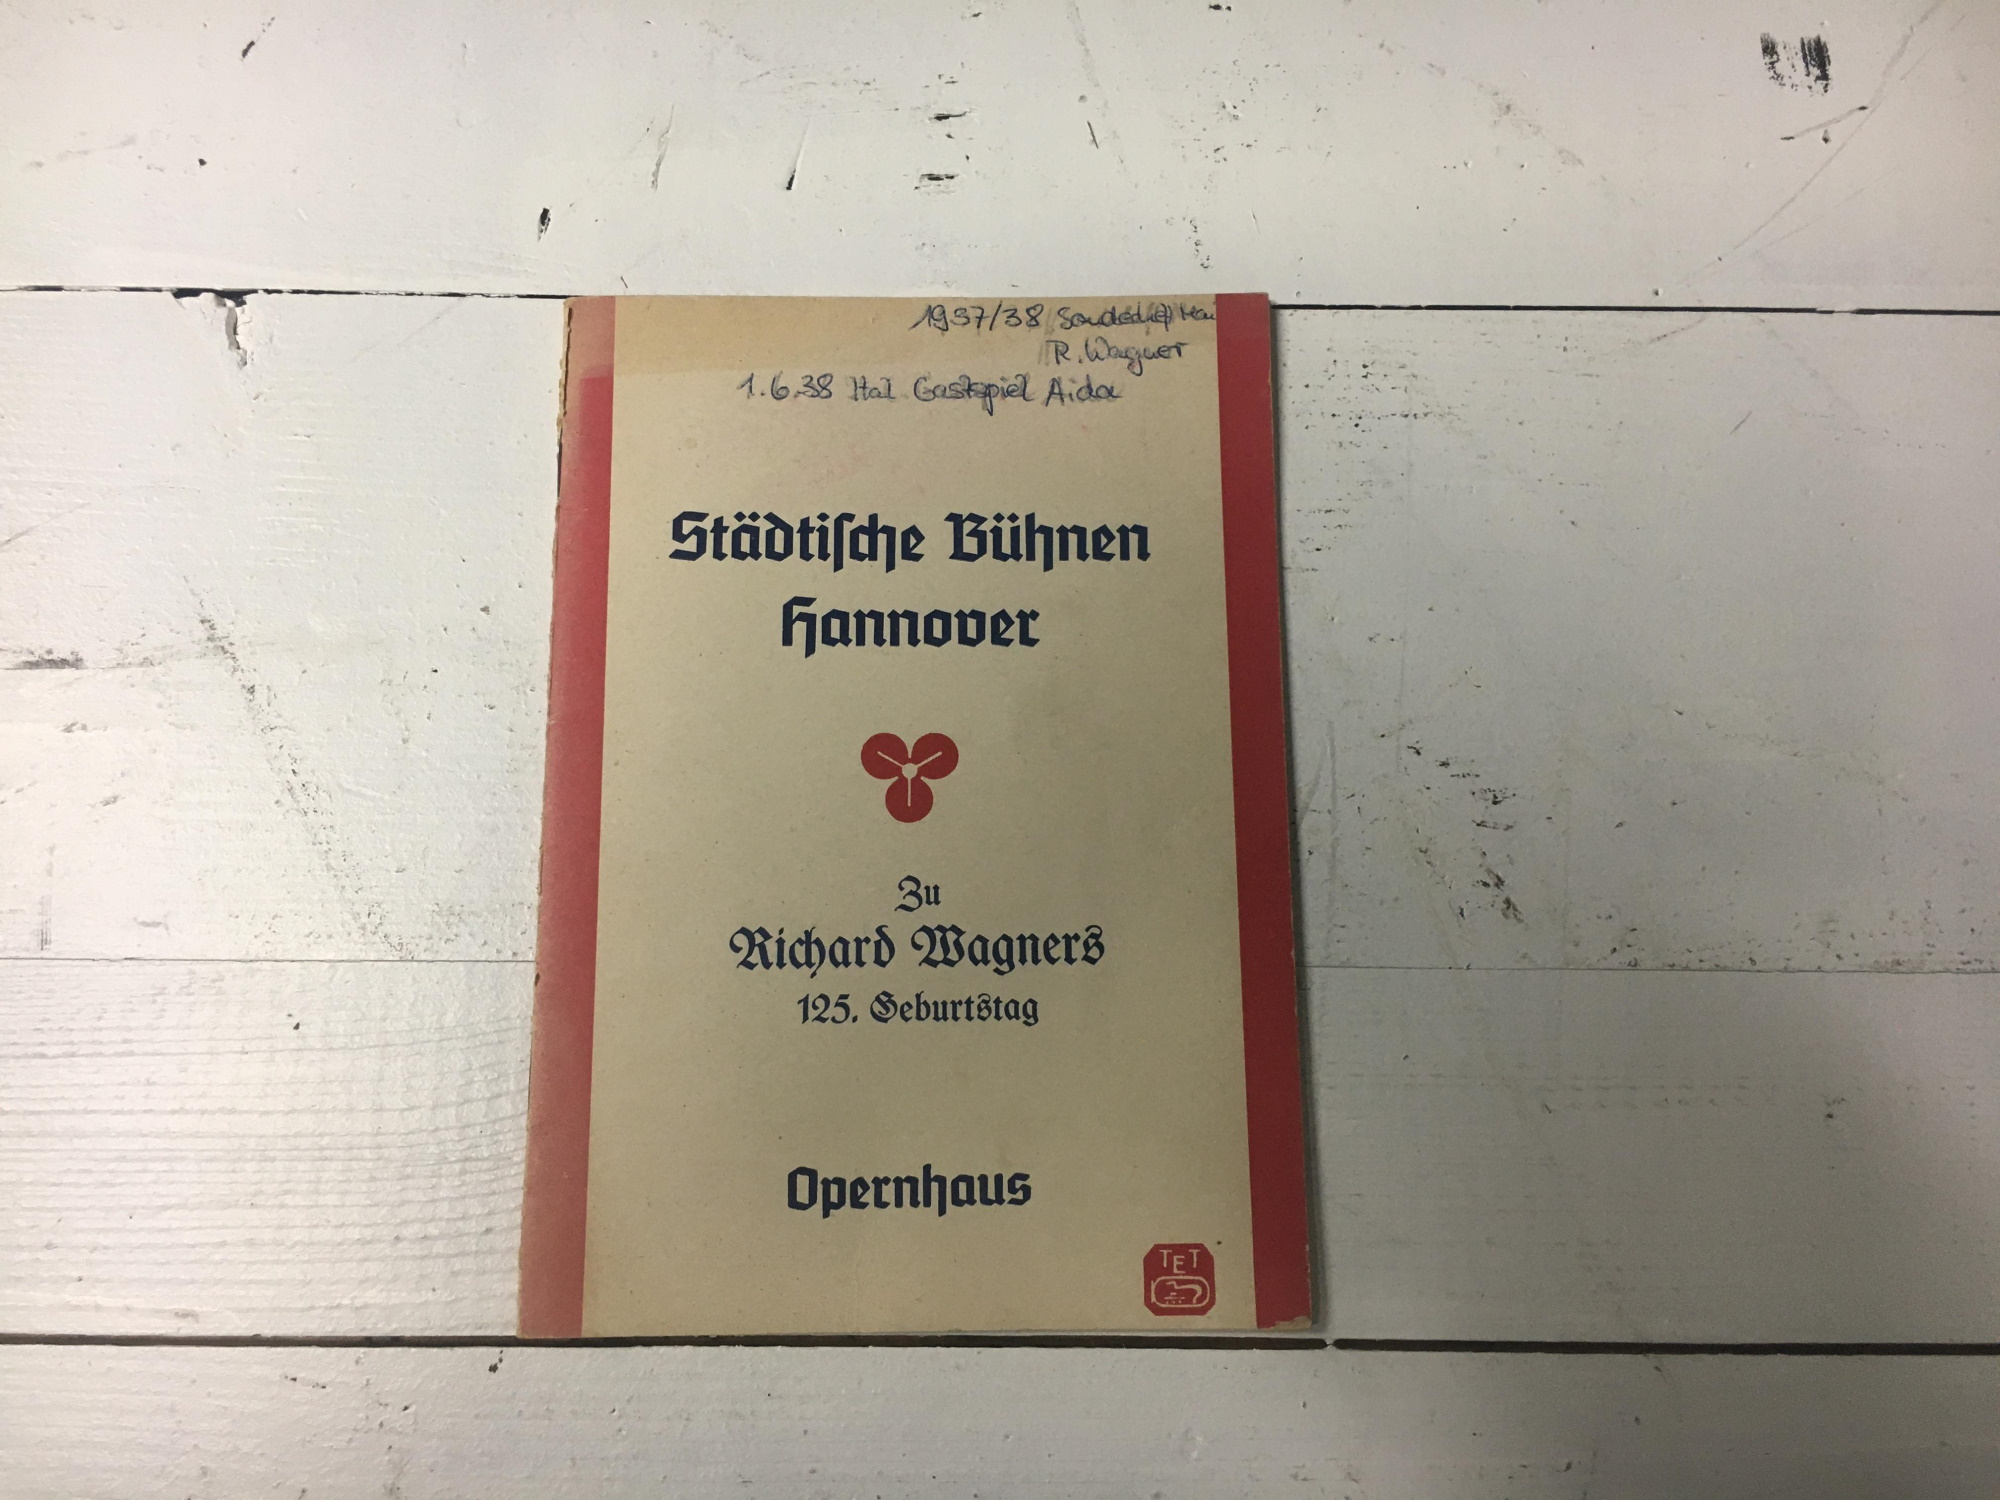 1937/38 Sonderheft Mai
R. Wagner
1.6.38 Ital Gastspiel Aida
Städtische Bühnen
Hannover
Zu
Richard Wagners
125. Geburtstag
Opernhaus
TET